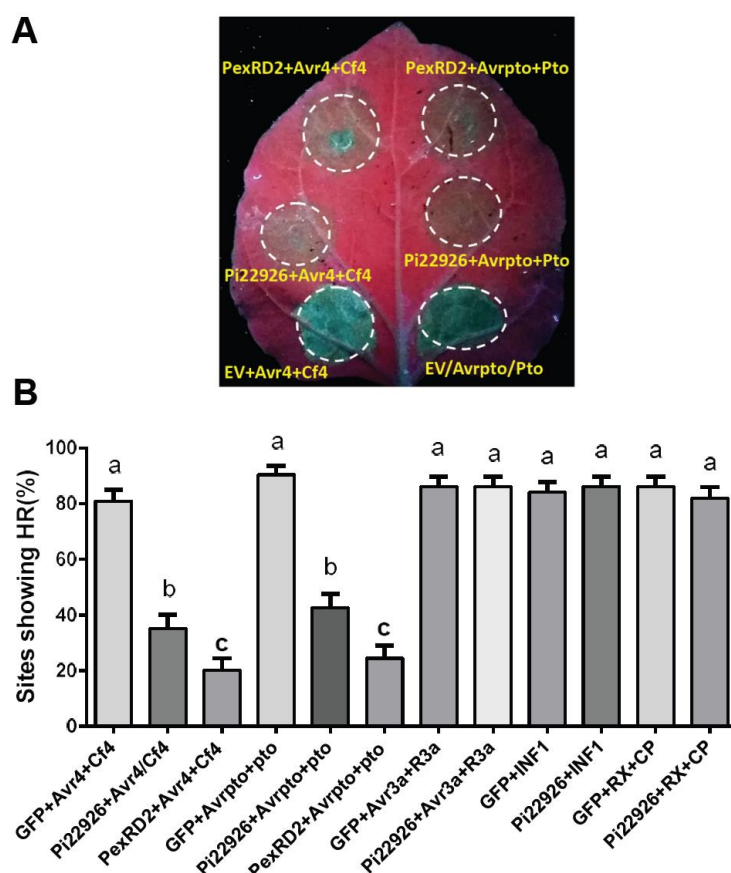 A
PexRD2+Avr4+Cf4
PexRD2+Avrpto+Pto
Pi22926+Avr4+Cf4
Pi22926+Avrpto+Pto
EV+Avr4+Cf4
EV/Avrpto/Pto
B
Sites showing HR(%)
100
80
60
40
20
0
a
b
c
a
b
c
a
a
a
a
a
a
GFP+Avr4+Cf4
Pi22926+Avr4/Cf4
PexRD2+Avr4+Cf4
GFP+Avrpto+pto
Pi22926+Avrpto+pto
PexRD2+Avrpto+pto
GFP+Avr3a+R3a
Pi22926+Avr3a+R3a
GFP+INF1
Pi22926+INF1
GFP+RX+CP
Pi22926+RX+CP